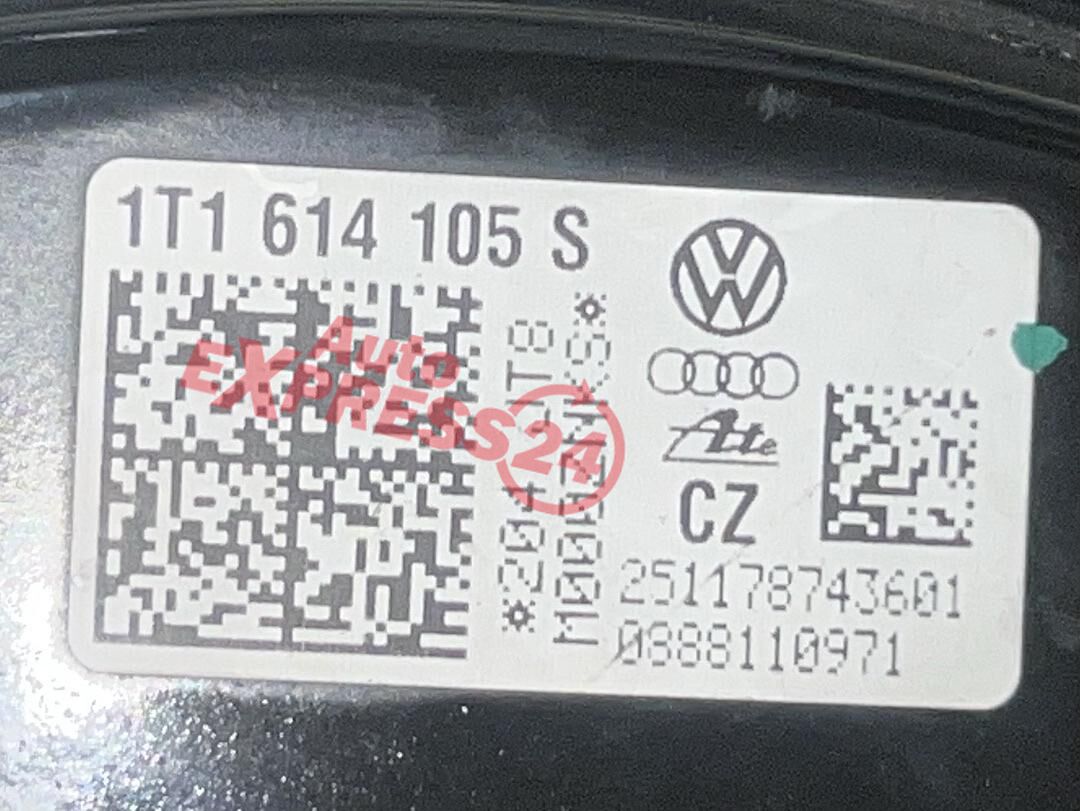 1T1 614 105 S
Ate
CZ
251178743601
0888110971
Auto
EXPRESS24